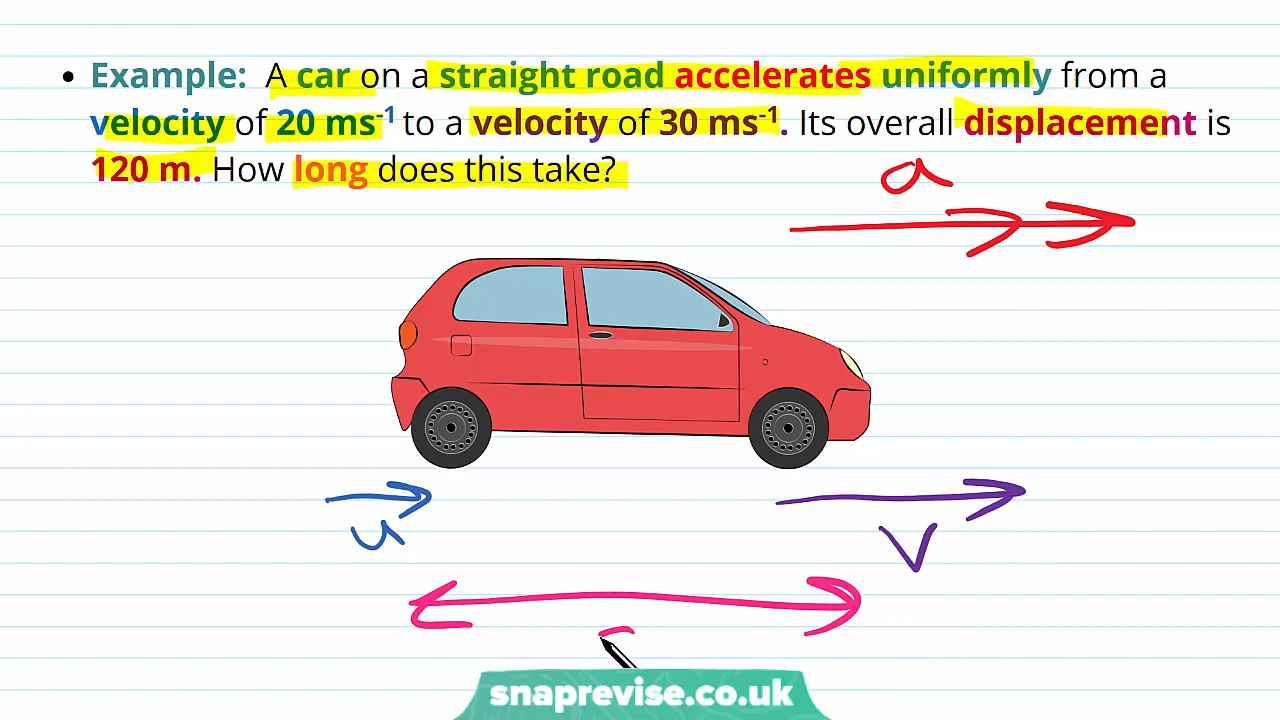 • Example: A car on a straight road accelerates uniformly from a
velocity of 20 ms⁻¹ to a velocity of 30 ms⁻¹. Its overall displacement is
120 m. How long does this take?
a
u
v
snaprevise.co.uk